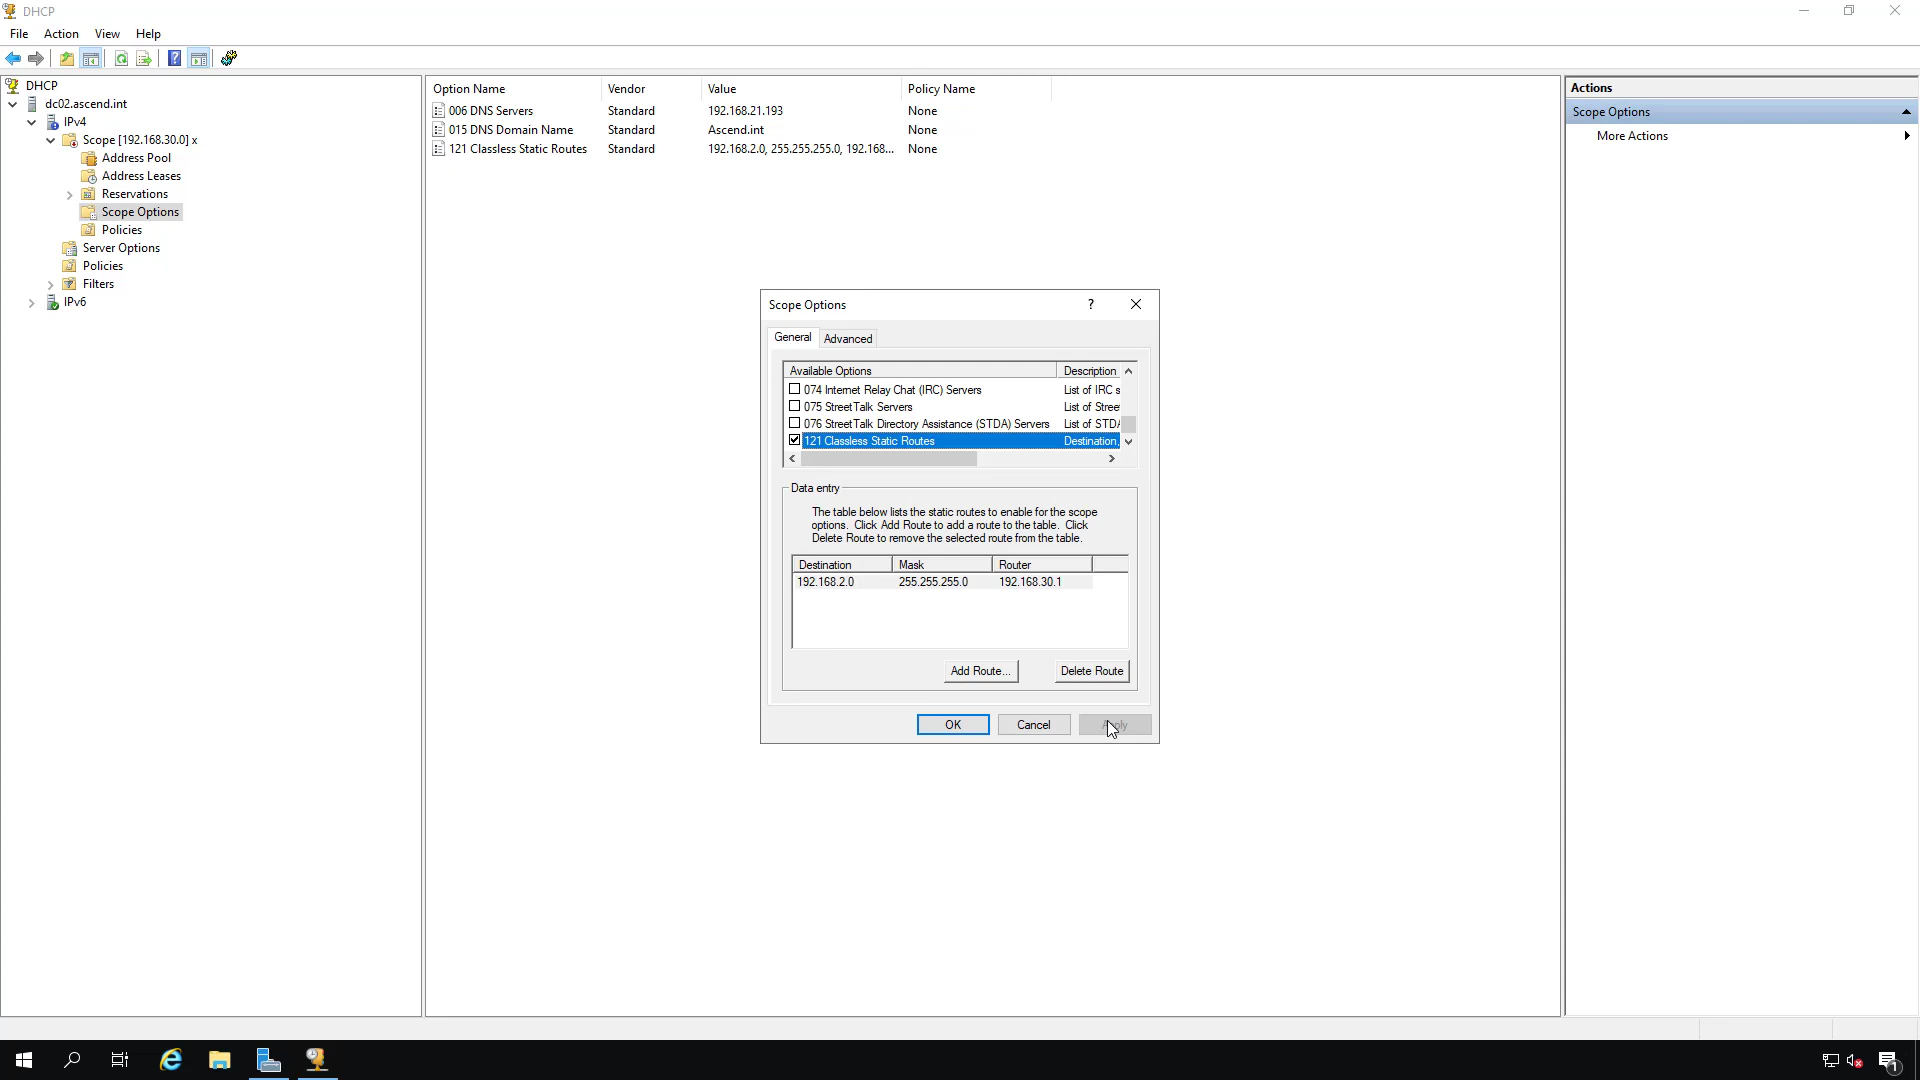 DHCP
File Action View Help
DHCP
dc02.ascend.int
IPv4
Scope [192.168.30.0] x
Address Pool
Address Leases
Reservations
Scope Options
Policies
Server Options
Policies
Filters
IPv6
Option Name Vendor Value Policy Name
006 DNS Servers Standard 192.168.21.193 None
015 DNS Domain Name Standard Ascend.int None
121 Classless Static Routes Standard 192.168.2.0, 255.255.255.0, 192.168... None
Actions
Scope Options
More Actions
Scope Options ?
General Advanced
Available Options Description
074 Internet Relay Chat (IRC) Servers List of IRC s
075 StreetTalk Servers List of Stree
076 StreetTalk Directory Assistance (STDA) Servers List of STDA
121 Classless Static Routes Destination,
Data entry
The table below lists the static routes to enable for the scope
options. Click Add Route to add a route to the table. Click
Delete Route to remove the selected route from the table.
Destination Mask Router
192.168.2.0 255.255.255.0 192.168.30.1
Add Route... Delete Route
OK Cancel Apply
1